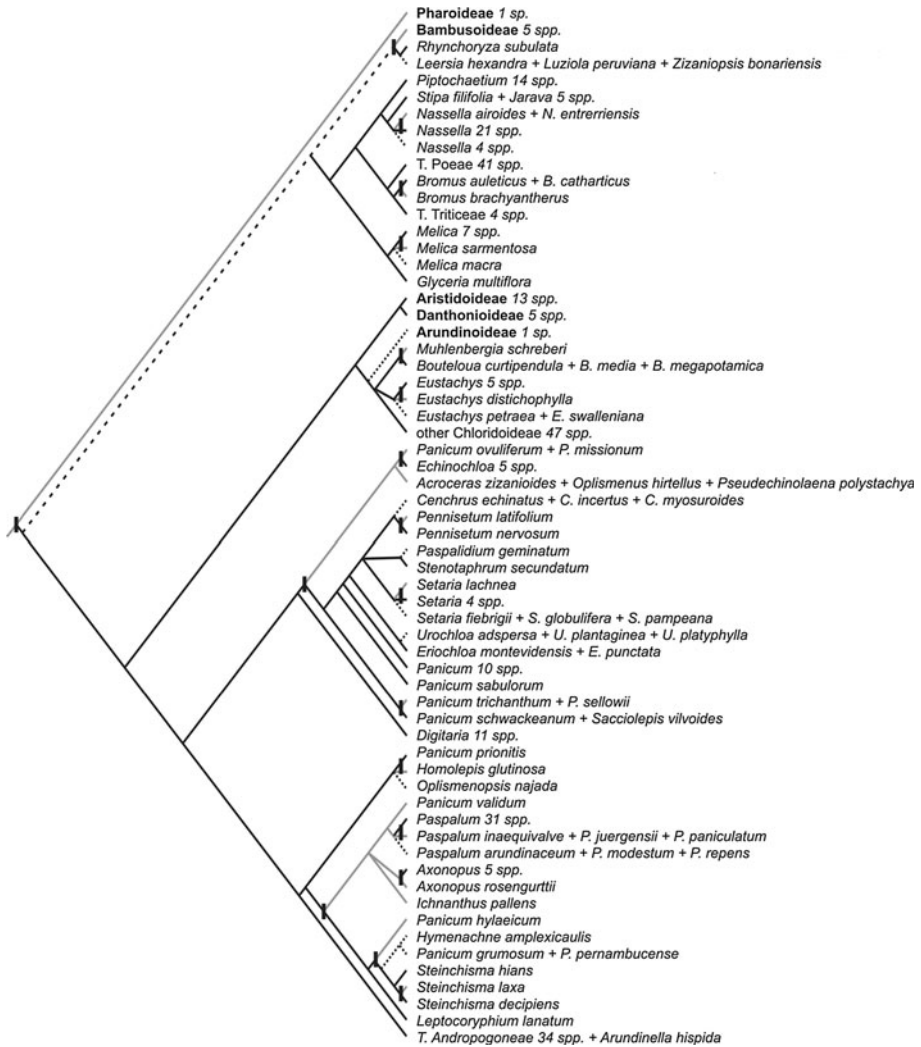 Pharoideae 1 sp.
Bambusoideae 5 spp.
Rhynchoryza subulata
Leersia hexandra + Luziola peruviana + Zizaniopsis bonariensis
Piptochaetium 14 spp.
Stipa filifolia + Jarava 5 spp.
Nassella airoides + N. entrerriensis
Nassella 21 spp.
Nassella 4 spp.
T. Poeae 41 spp.
Bromus auleticus + B. catharticus
Bromus brachyantherus
T. Triticeae 4 spp.
Melica 7 spp.
Melica sarmentosa
Melica macra
Glyceria multiflora
Aristidoideae 13 spp.
Danthonioideae 5 spp.
Arundinoideae 1 sp.
Muhlenbergia schreberi
Bouteloua curtipendula + B. media + B. megapotamica
Eustachys 5 spp.
Eustachys distichophylla
Eustachys petraea + E. swalleniana
other Chloridoideae 47 spp.
Panicum ovuliferum + P. missionum
Echinochloa 5 spp.
Acroceras zizanioides + Oplismenus hirtellus + Pseudechinolaena polystachya
Cenchrus echinatus + C. incertus + C. myosuroides
Pennisetum latifolium
Pennisetum nervosum
Paspalidium geminatum
Stenotaphrum secundatum
Setaria lachnea
Setaria 4 spp.
Setaria fiebrigii + S. globulifera + S. pampeana
Urochloa adspersa + U. plantaginea + U. platyphylla
Eriochloa montevidensis + E. punctata
Panicum 10 spp.
Panicum sabulorum
Panicum trichanthum + P. sellowii
Panicum schwackeanum + Sacciolepis vilvoides
Digitaria 11 spp.
Panicum prionitis
Homolepis glutinosa
Oplismenopsis najada
Panicum validum
Paspalum 31 spp.
Paspalum inaequivalve + P. juergensii + P. paniculatum
Paspalum arundinaceum + P. modestum + P. repens
Axonopus 5 spp.
Axonopus rosengurttii
Ichnanthus pallens
Panicum hylaeicum
Hymenachne amplexicaulis
Panicum grumosum + P. pernambucense
Steinchisma hians
Steinchisma laxa
Steinchisma decipiens
Leptocoryphium lanatum
T. Andropogoneae 34 spp. + Arundinella hispida